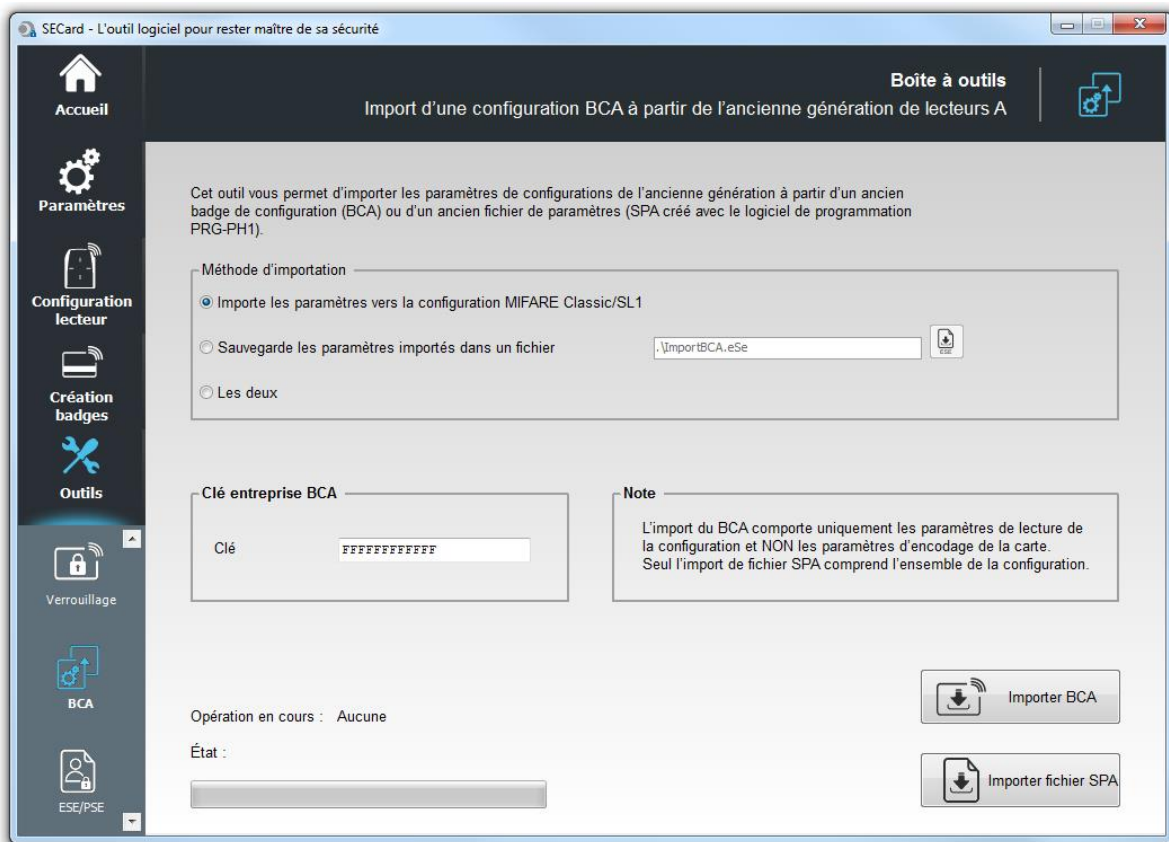 SECard - L'outil logiciel pour rester maître de sa sécurité
Accueil
Boîte à outils
Import d'une configuration BCA à partir de l'ancienne génération de lecteurs A
Paramètres
Configuration
lecteur
Création
badges
Outils
Verrouillage
BCA
ESE/PSE
Cet outil vous permet d'importer les paramètres de configurations de l'ancienne génération à partir d'un ancien
badge de configuration (BCA) ou d'un ancien fichier de paramètres (SPA créé avec le logiciel de programmation
PRG-PH1).
Méthode d'importation
Importe les paramètres vers la configuration MIFARE Classic/SL1
Sauvegarde les paramètres importés dans un fichier
.\ImportBCA.eSe
ESE
Les deux
Clé entreprise BCA
Clé
FFFFFFFFFFFF
Note
L'import du BCA comporte uniquement les paramètres de lecture de
la configuration et NON les paramètres d'encodage de la carte.
Seul l'import de fichier SPA comprend l'ensemble de la configuration.
Importer BCA
Opération en cours : Aucune
État :
Importer fichier SPA